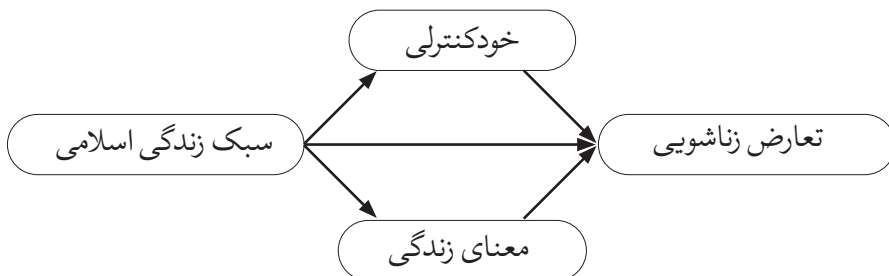 خودکنترلی
سبک زندگی اسلامی
تعارض زناشویی
معنای زندگی